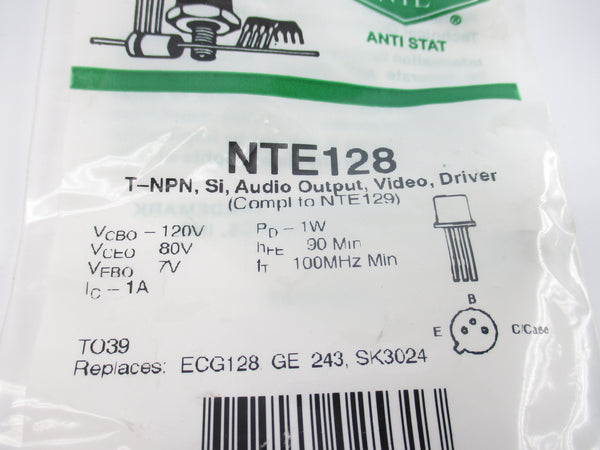 NTE
®
ANTI STAT
NTE128
T–NPN, Si, Audio Output, Video, Driver
(Compl to NTE129)
VCBO – 120V PD – 1W
VCEO 80V hFE 90 Min
VEBO 7V fT 100MHz Min
IC – 1A
B
E C/Case
TO39
Replaces: ECG128 GE 243, SK3024